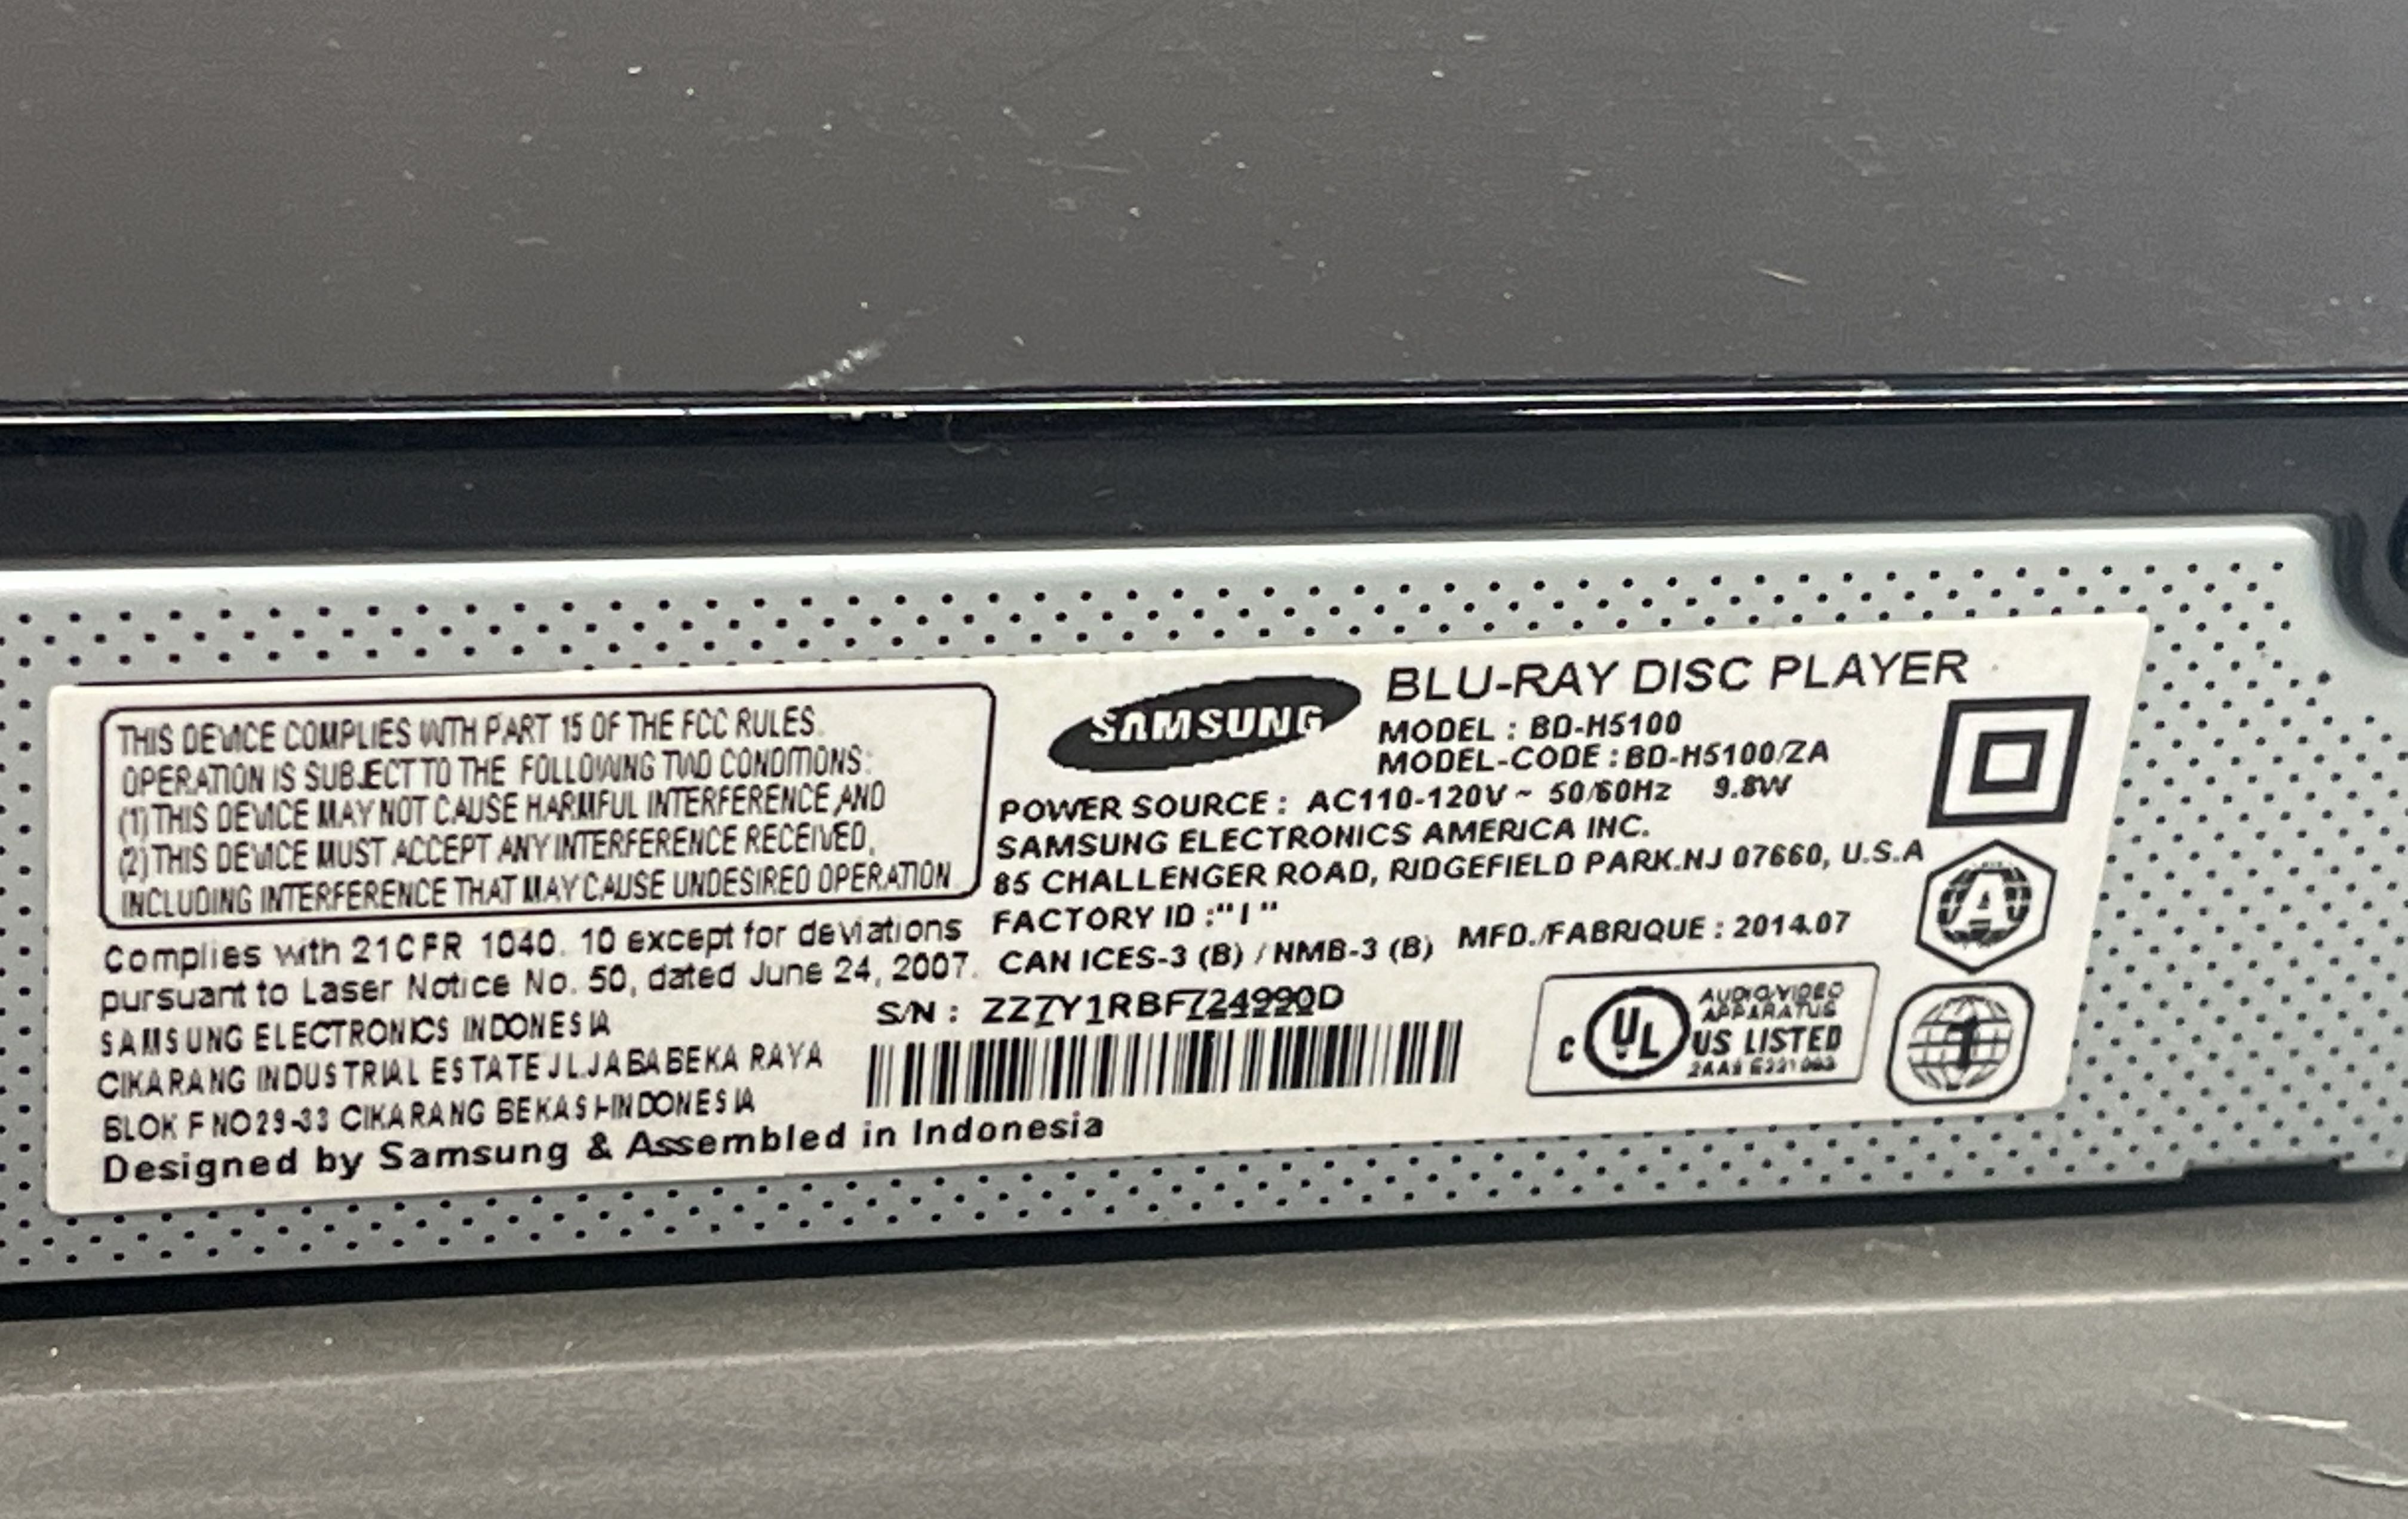 THIS DEVICE COMPLIES WITH PART 15 OF THE FCC RULES.
OPERATION IS SUBJECT TO THE FOLLOWING TWO CONDITIONS:
(1) THIS DEVICE MAY NOT CAUSE HARMFUL INTERFERENCE AND
(2) THIS DEVICE MUST ACCEPT ANY INTERFERENCE RECEIVED,
INCLUDING INTERFERENCE THAT MAY CAUSE UNDESIRED OPERATION
Complies with 21CFR 1040. 10 except for deviations
pursuant to Laser Notice No. 50, dated June 24, 2007.
SAMSUNG ELECTRONICS INDONESIA
CIKARANG INDUSTRIAL ESTATE JL.JABABEKA RAYA
BLOK F NO29-33 CIKARANG BEKASI-INDONESIA
Designed by Samsung & Assembled in Indonesia
SAMSUNG
BLU-RAY DISC PLAYER
MODEL : BD-H5100
MODEL-CODE : BD-H5100/ZA
POWER SOURCE : AC110-120V ~ 50/60Hz 9.8W
SAMSUNG ELECTRONICS AMERICA INC.
85 CHALLENGER ROAD, RIDGEFIELD PARK.NJ 07660, U.S.A
FACTORY ID :"I"
CAN ICES-3 (B) / NMB-3 (B) MFD./FABRIQUE : 2014.07
S/N : ZZ7Y1RBF724990D
C UL US LISTED
AUDIO/VIDEO
APPARATUS
A
1